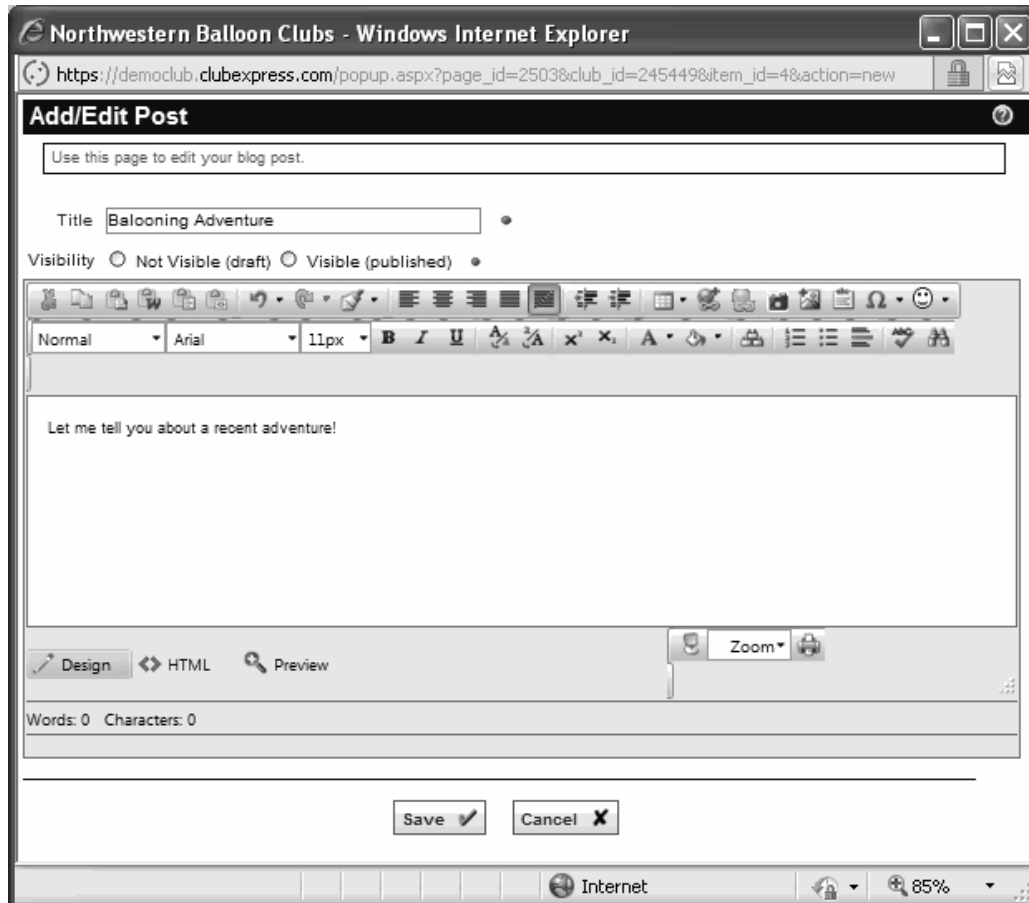 Northwestern Balloon Clubs - Windows Internet Explorer
https://democlub.clubexpress.com/popup.aspx?page_id=2503&club_id=245449&item_id=4&action=new
Add/Edit Post
Use this page to edit your blog post.
Title Balooning Adventure
Visibility Not Visible (draft) Visible (published)
Normal Arial 11px B I U
Let me tell you about a recent adventure!
Zoom
Design HTML Preview
Words: 0 Characters: 0
Save Cancel
Internet 85%